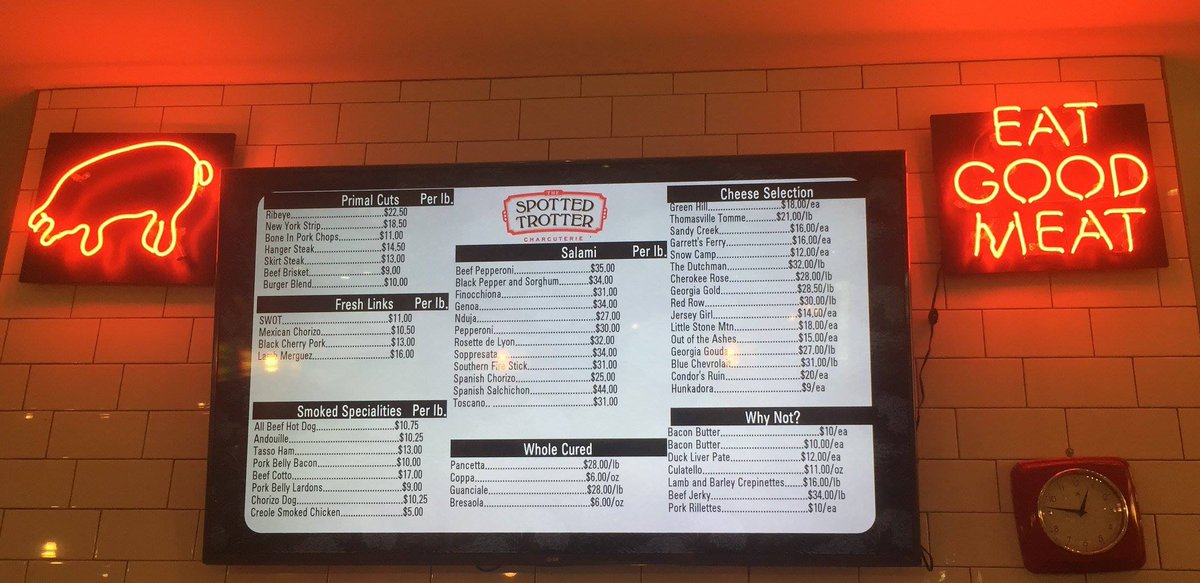 Primal Cuts Per lb.
Ribeye....$22.50
New York Strip....$18.50
Bone In Pork Chops....$11.00
Hanger Steak....$14.50
Skirt Steak....$13.00
Beef Brisket....$9.00
Burger Blend....$10.00
Fresh Links Per lb.
SWOT....$11.00
Mexican Chorizo....$10.50
Black Cherry Pork....$13.00
Lamb Merguez....$16.00
Smoked Specialities Per lb.
All Beef Hot Dog....$10.75
Andouille....$10.25
Tasso Ham....$13.00
Pork Belly Bacon....$10.00
Beef Cotto....$17.00
Pork Belly Lardons....$9.00
Chorizo Dog....$10.25
Creole Smoked Chicken....$5.00
THE
SPOTTED
TROTTER
CHARCUTERIE
Salami Per lb.
Beef Pepperoni....$35.00
Black Pepper and Sorghum....$34.00
Finocchiona....$31.00
Genoa....$34.00
Nduja....$27.00
Pepperoni....$30.00
Rosette de Lyon....$32.00
Soppresata....$34.00
Southern Fire Stick....$31.00
Spanish Chorizo....$25.00
Spanish Salchichon....$44.00
Toscano.. ....$31.00
Whole Cured
Pancetta....$28.00/lb
Coppa....$6.00/oz
Guanciale....$28.00/lb
Bresaola....$6.00/oz
Cheese Selection
Green Hill....$18.00/ea
Thomasville Tomme....$21.00/lb
Sandy Creek....$16.00/ea
Garrett's Ferry....$16.00/ea
Snow Camp....$12.00/ea
The Dutchman....$32.00/lb
Cherokee Rose....$28.00/lb
Georgia Gold....$28.50/lb
Red Row....$30.00/lb
Jersey Girl....$14.00/ea
Little Stone Mtn....$18.00/ea
Out of the Ashes....$15.00/ea
Georgia Gouda....$27.00/lb
Blue Chevrolait....$31.00/lb
Condor's Ruin....$20/ea
Hunkadora....$9/ea
Why Not?
Bacon Butter....$10/ea
Bacon Butter....$10.00/ea
Duck Liver Pate....$12.00/ea
Culatello....$11.00/oz
Lamb and Barley Crepinettes....$16.00/lb
Beef Jerky....$34.00/lb
Pork Rillettes....$10/ea
EAT
GOOD
MEAT